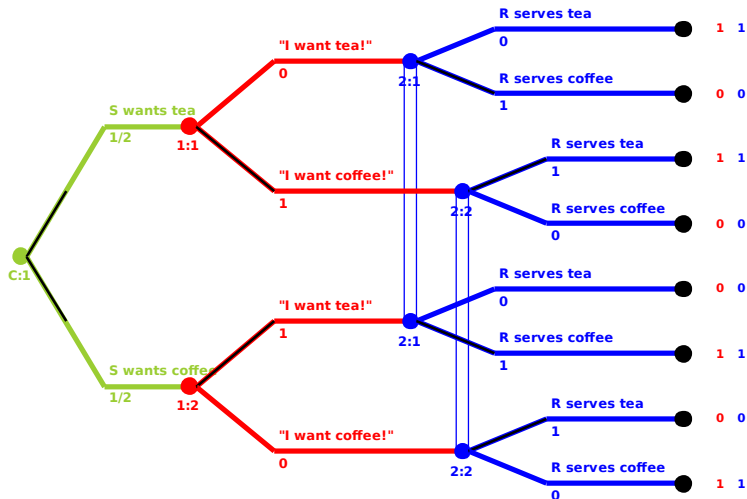 R serves tea
0
1 1
"I want tea!"
0
2:1
R serves coffee
1
0 0
S wants tea
1/2
1:1
R serves tea
1
1 1
"I want coffee!"
1
2:2
R serves coffee
0
0 0
C:1
R serves tea
0
0 0
"I want tea!"
1
2:1
R serves coffee
1
1 1
S wants coffee
1/2
1:2
R serves tea
1
0 0
"I want coffee!"
0
2:2
R serves coffee
0
1 1